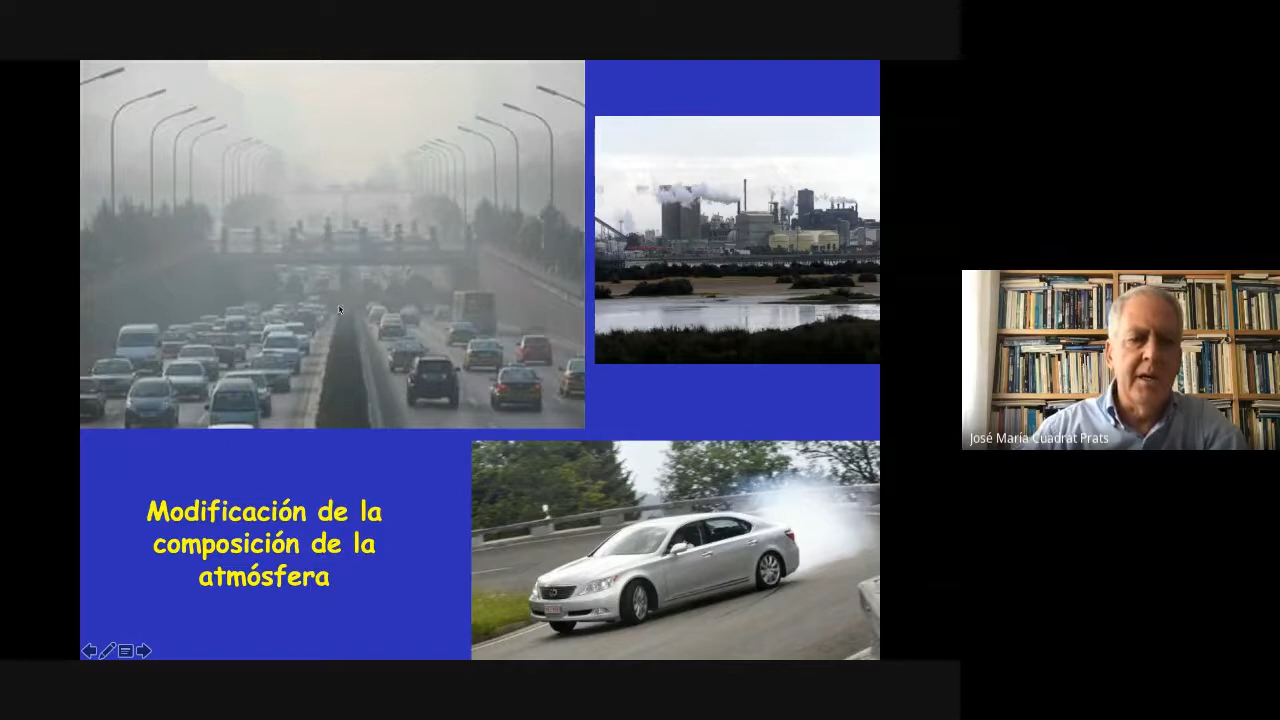 Modificación de la
composición de la
atmósfera
José María Cuadrat Prats